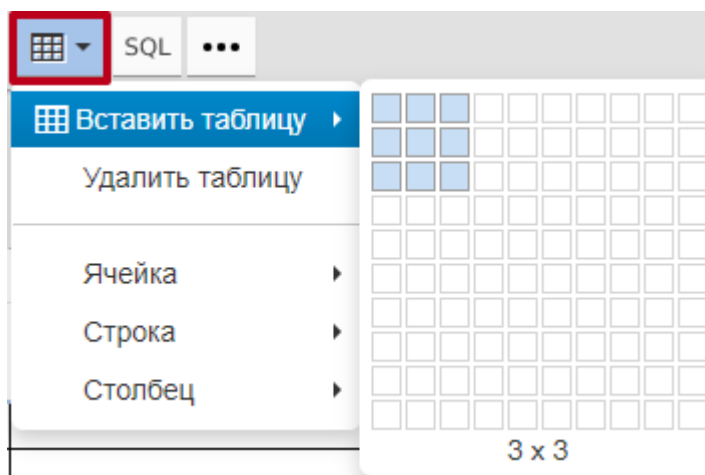 SQL •••
Вставить таблицу
Удалить таблицу
Ячейка
Строка
Столбец
3 x 3